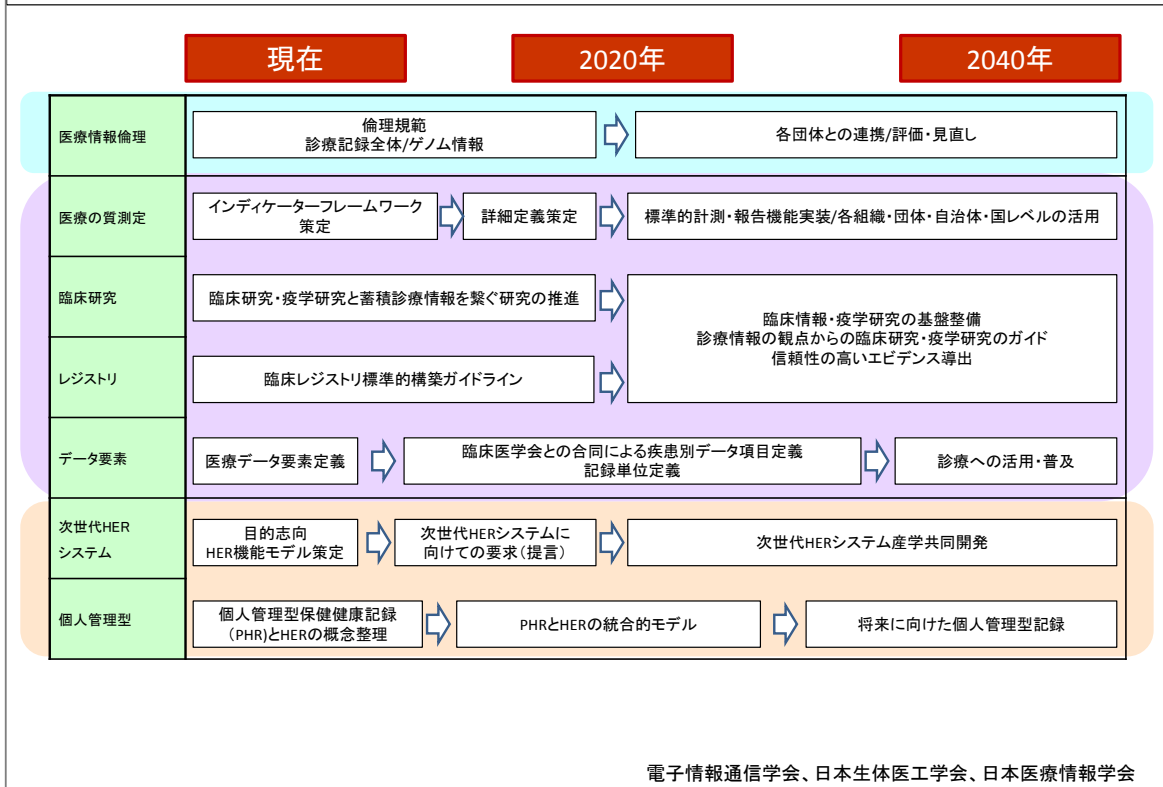 現在
2020年
2040年
医療情報倫理
倫理規範
診療記録全体/ゲノム情報
各団体との連携/評価・見直し
医療の質測定
インディケーターフレームワーク
策定
詳細定義策定
標準的計測・報告機能実装/各組織・団体・自治体・国レベルの活用
臨床研究
臨床研究・疫学研究と蓄積診療情報を繋ぐ研究の推進
臨床情報・疫学研究の基盤整備
診療情報の観点からの臨床研究・疫学研究のガイド
信頼性の高いエビデンス導出
レジストリ
臨床レジストリ標準的構築ガイドライン
データ要素
医療データ要素定義
臨床医学会との合同による疾患別データ項目定義
記録単位定義
診療への活用・普及
次世代HER
システム
目的志向
HER機能モデル策定
次世代HERシステムに
向けての要求(提言)
次世代HERシステム産学共同開発
個人管理型
個人管理型保健健康記録
(PHR)とHERの概念整理
PHRとHERの統合的モデル
将来に向けた個人管理型記録
電子情報通信学会、日本生体医工学会、日本医療情報学会